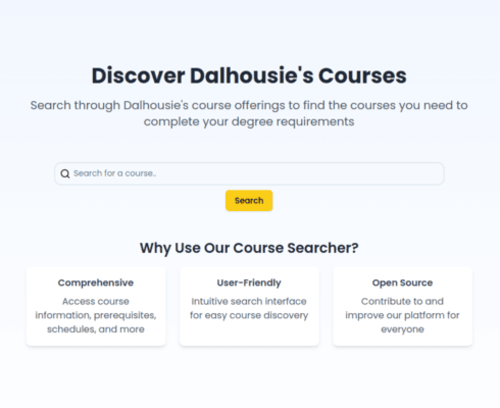 Discover Dalhousie's Courses
Search through Dalhousie's course offerings to find the courses you need to
complete your degree requirements
Search for a course..
Search
Why Use Our Course Searcher?
Comprehensive
Access course
information, prerequisites,
schedules, and more
User-Friendly
Intuitive search interface
for easy course discovery
Open Source
Contribute to and
improve our platform for
everyone